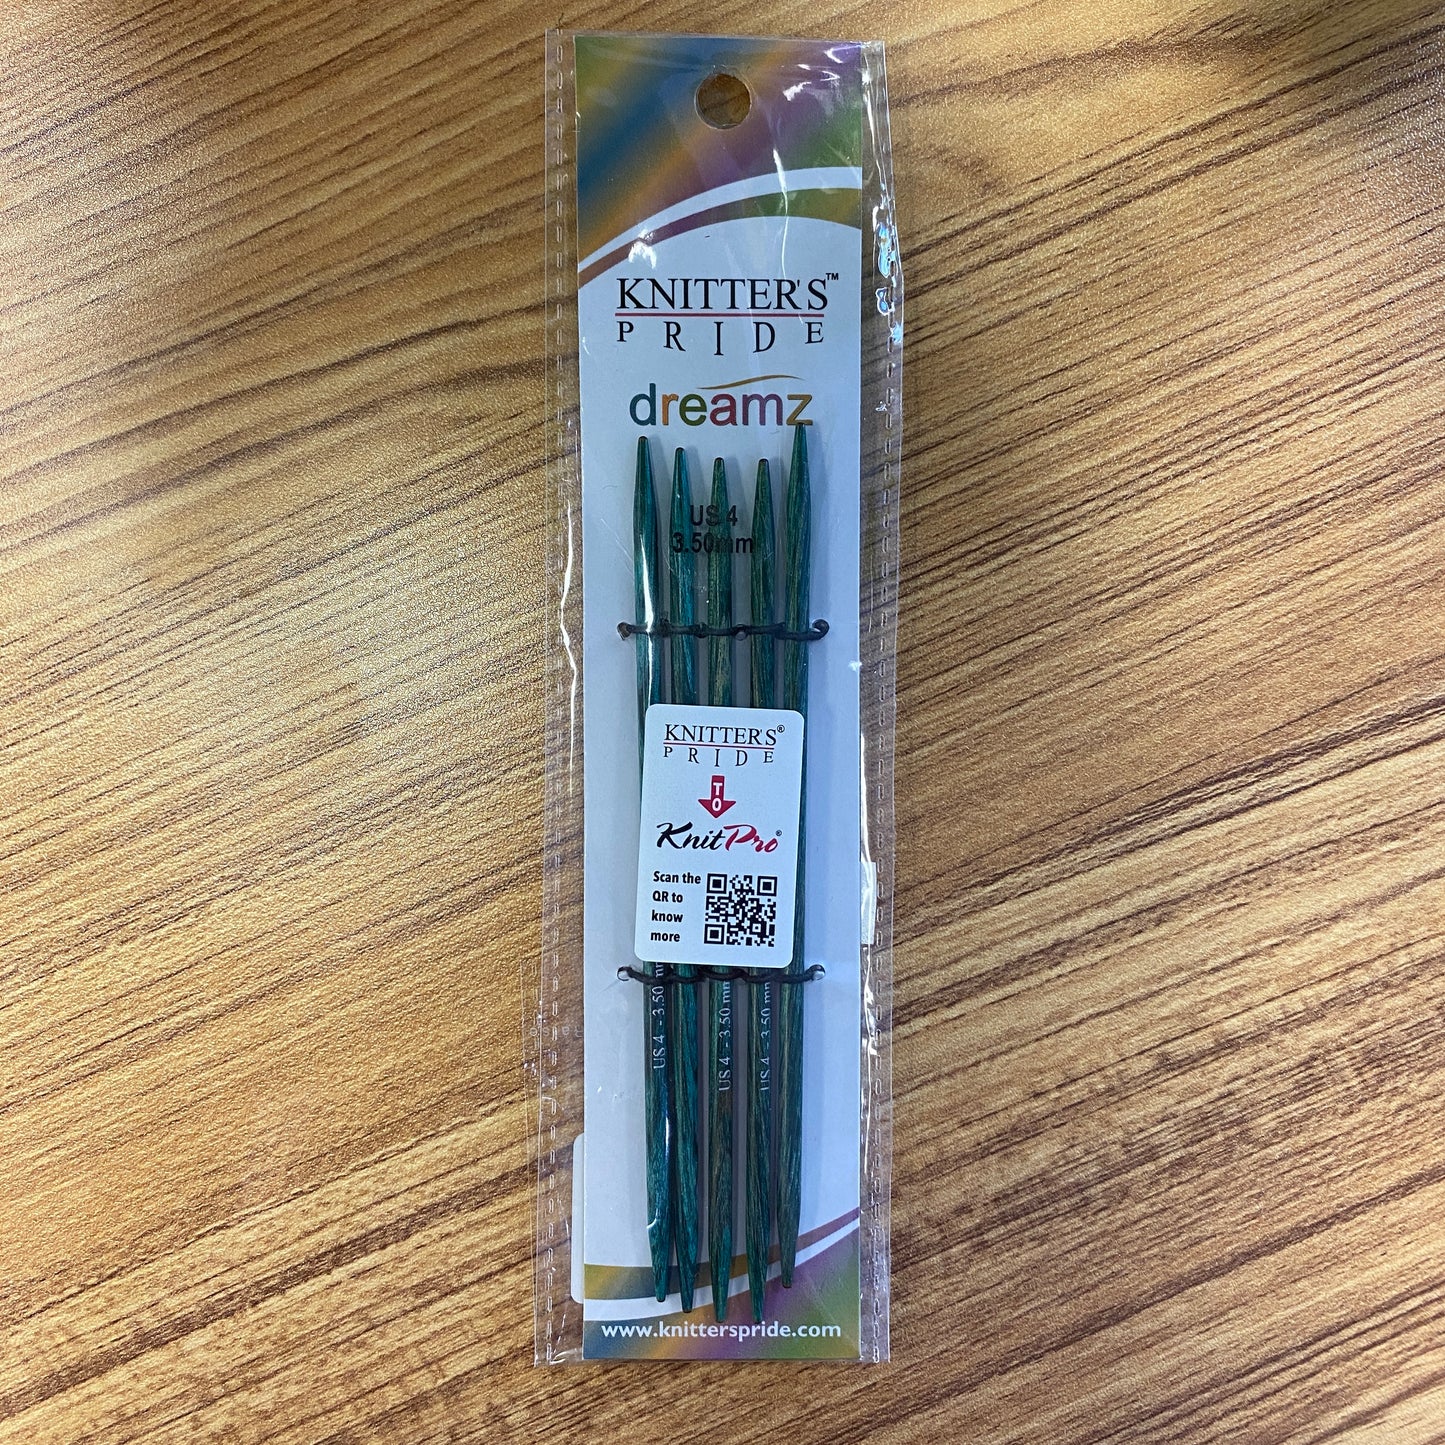 KNITTER'S™
PRIDE
dreamz
US 4
3.50mm
KNITTER'S®
PRIDE
TO
KnitPro®
Scan the
QR to
know
more
US 4 - 3.50 mm
US 4 - 3.50 mm
US 4 - 3.50 mm
www.knitterspride.com